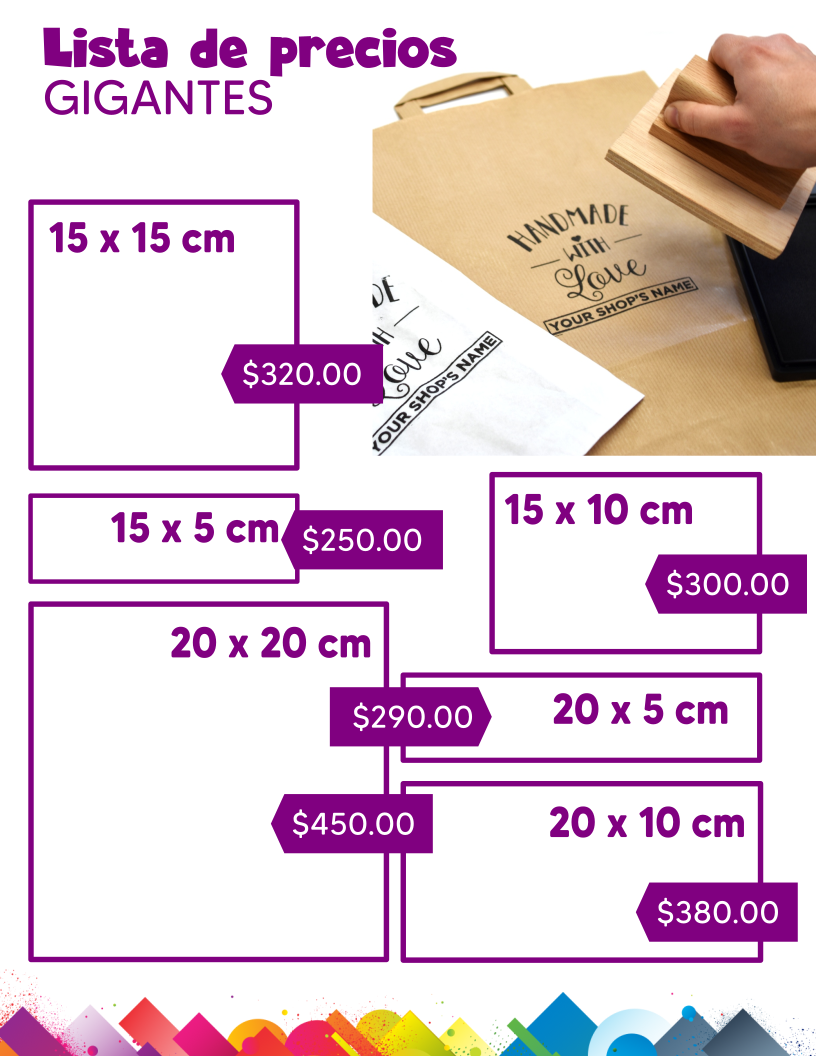 Lista de precios
GIGANTES
HANDMADE
WITH
Love
YOUR SHOP'S NAME
DE
H
Love
YOUR SHOP'S NAME
15 x 15 cm
$320.00
15 x 5 cm
$250.00
15 x 10 cm
$300.00
20 x 20 cm
$290.00
20 x 5 cm
$450.00
20 x 10 cm
$380.00